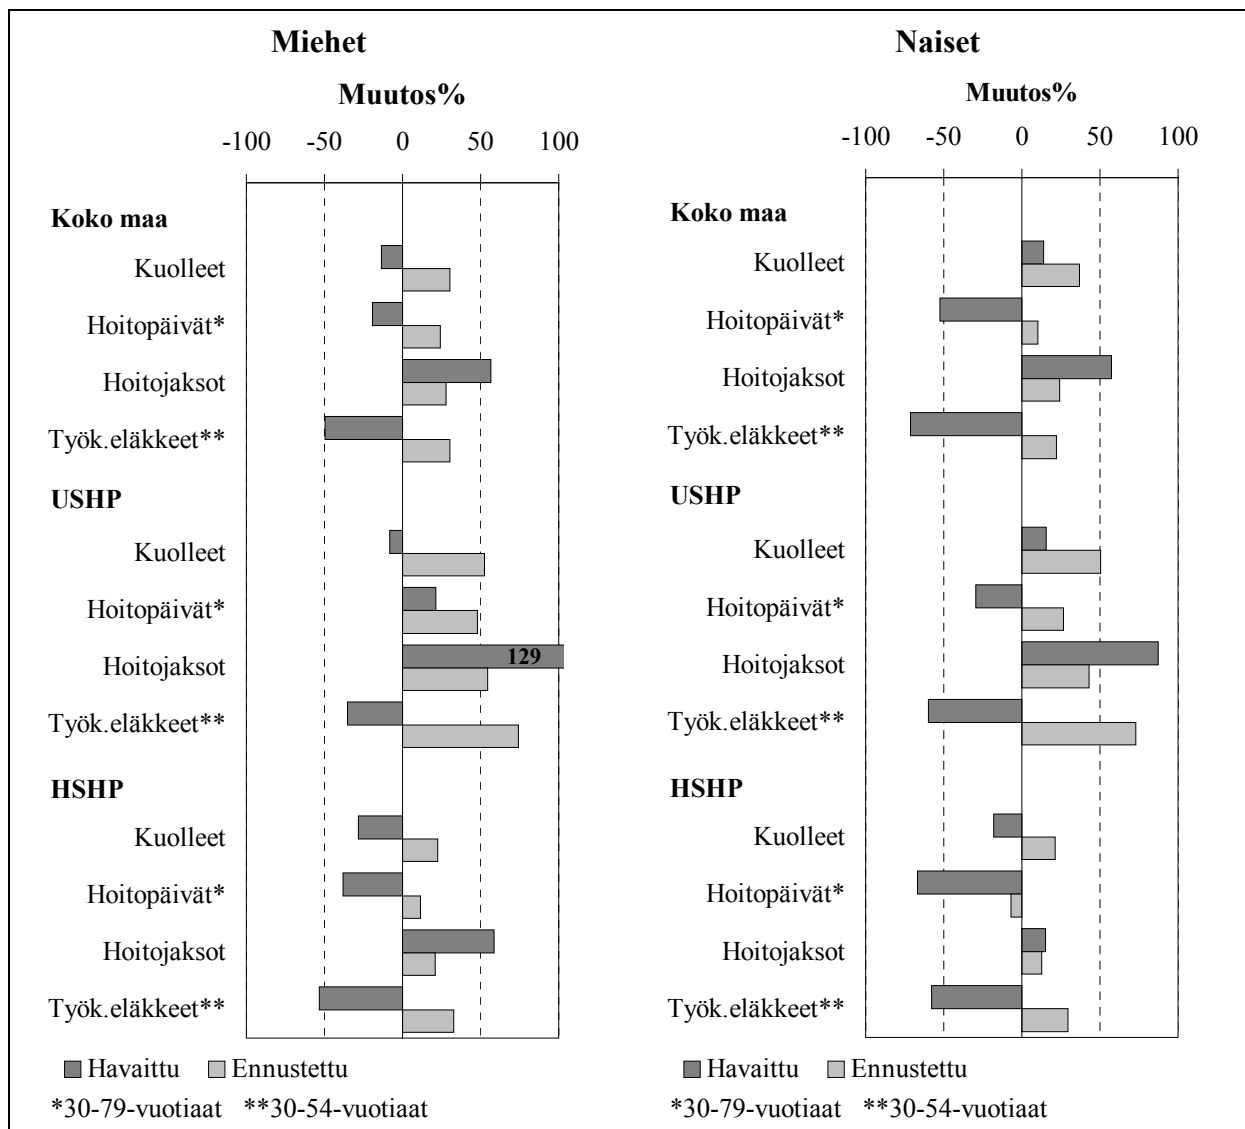 Miehet
Muutos%
-100 -50 0 50 100
Koko maa
Kuolleet
Hoitopäivät*
Hoitojaksot
Työk.eläkkeet**
USHP
Kuolleet
Hoitopäivät*
Hoitojaksot
129
Työk.eläkkeet**
HSHP
Kuolleet
Hoitopäivät*
Hoitojaksot
Työk.eläkkeet**
Havaittu Ennustettu
*30-79-vuotiaat **30-54-vuotiaat
Naiset
Muutos%
-100 -50 0 50 100
Koko maa
Kuolleet
Hoitopäivät*
Hoitojaksot
Työk.eläkkeet**
USHP
Kuolleet
Hoitopäivät*
Hoitojaksot
Työk.eläkkeet**
HSHP
Kuolleet
Hoitopäivät*
Hoitojaksot
Työk.eläkkeet**
Havaittu Ennustettu
*30-79-vuotiaat **30-54-vuotiaat